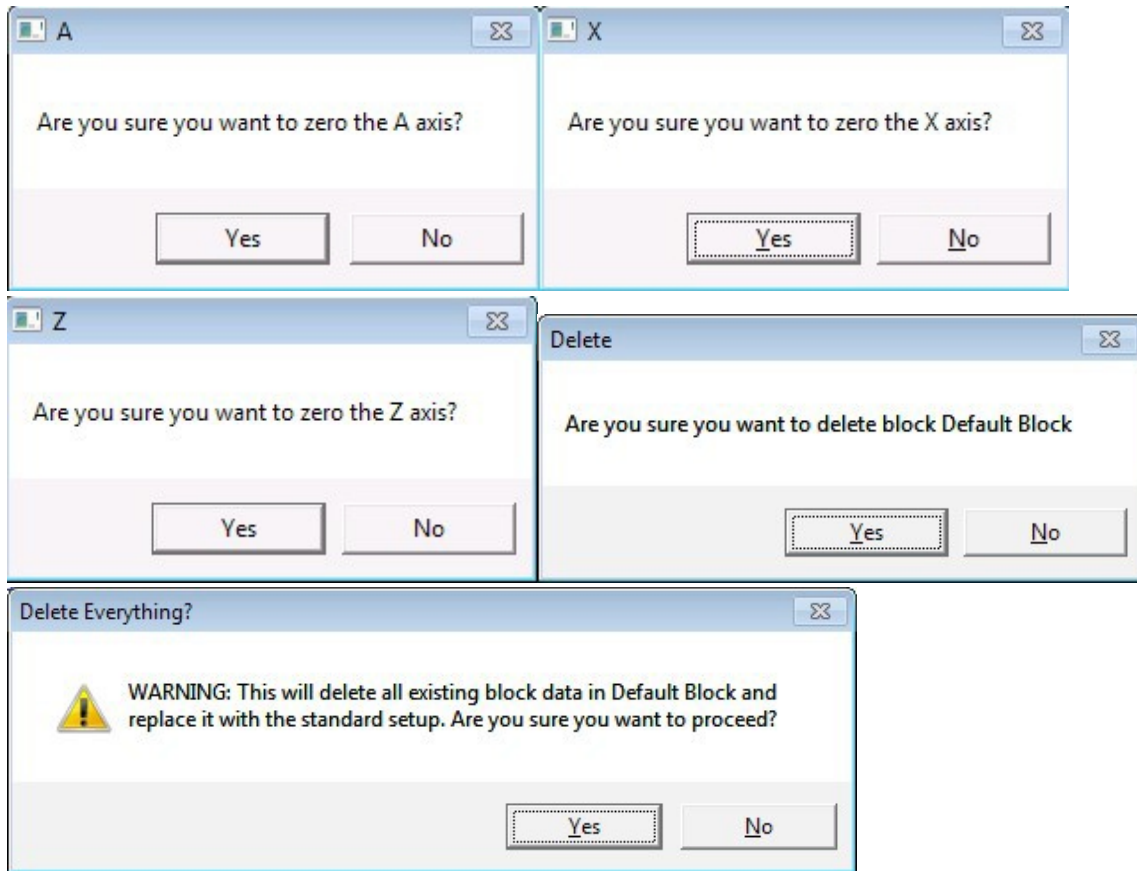 A
Are you sure you want to zero the A axis?
Yes
No
X
Are you sure you want to zero the X axis?
Yes
No
Z
Are you sure you want to zero the Z axis?
Yes
No
Delete
Are you sure you want to delete block Default Block
Yes
No
Delete Everything?
WARNING: This will delete all existing block data in Default Block and
replace it with the standard setup. Are you sure you want to proceed?
Yes
No